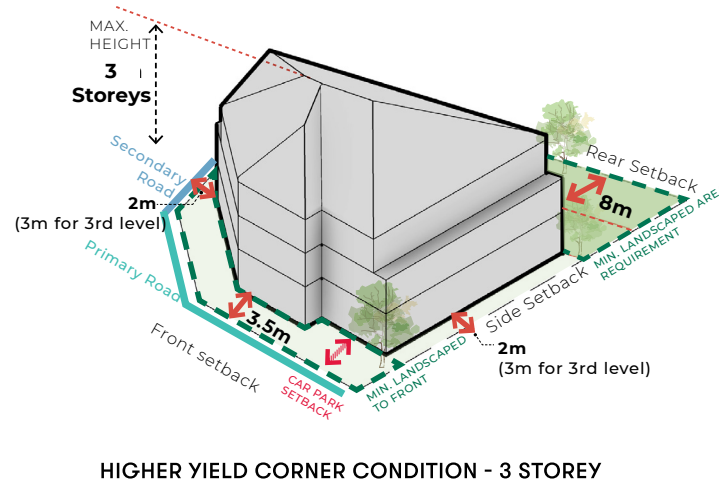 MAX.
HEIGHT
3
Storeys
Secondary
Road
2m
(3m for 3rd level)
Primary Road
Front setback
3.5m
CAR PARK
SETBACK
MIN. LANDSCAPED
TO FRONT
2m
(3m for 3rd level)
Side Setback
Rear Setback
8m
MIN. LANDSCAPED ARE
REQUIREMENT
HIGHER YIELD CORNER CONDITION - 3 STOREY